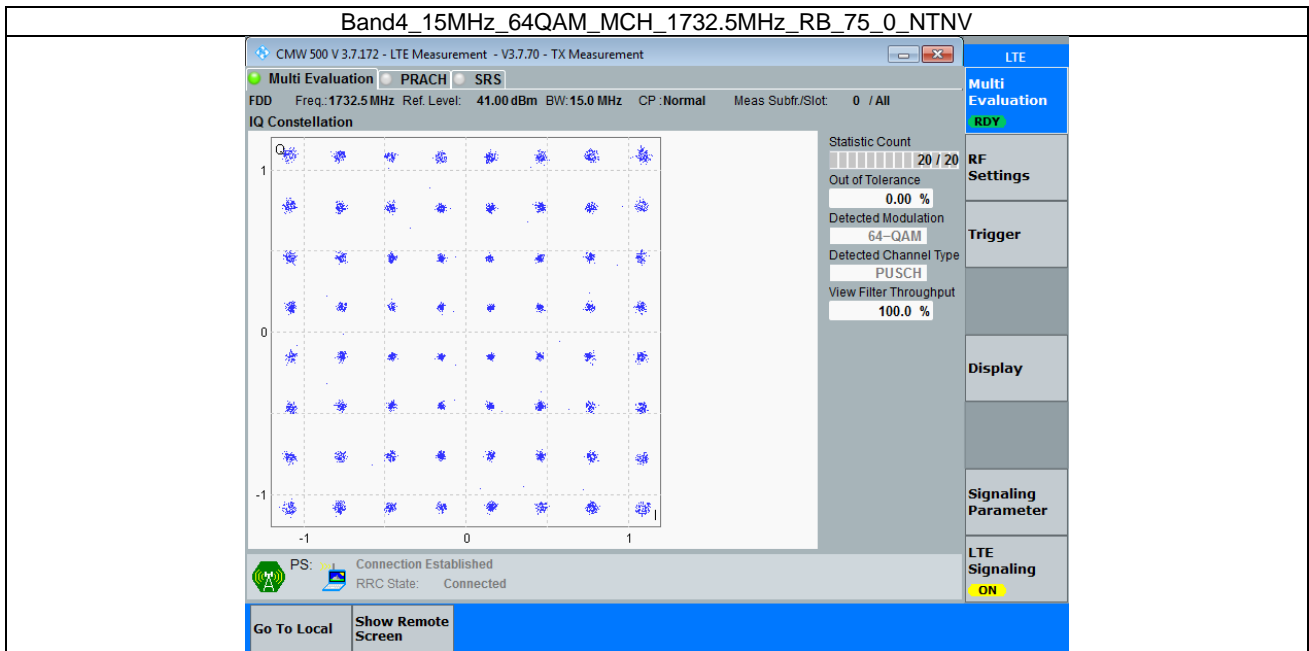 Band4_15MHz_64QAM_MCH_1732.5MHz_RB_75_0_NTNV
CMW 500 V 3.7.172 - LTE Measurement - V3.7.70 - TX Measurement
LTE
Multi Evaluation PRACH SRS
Multi
Evaluation
RDY
FDD Freq.:1732.5 MHz Ref. Level: 41.00 dBm BW:15.0 MHz CP :Normal Meas Subfr./Slot: 0 / All
IQ Constellation
Q
1
0
-1
-1 0 1
I
Statistic Count
20 / 20
Out of Tolerance
0.00 %
Detected Modulation
64-QAM
Detected Channel Type
PUSCH
View Filter Throughput
100.0 %
RF
Settings
Trigger
Display
Signaling
Parameter
LTE
Signaling
ON
PS: Connection Established
RRC State: Connected
Go To Local
Show Remote
Screen